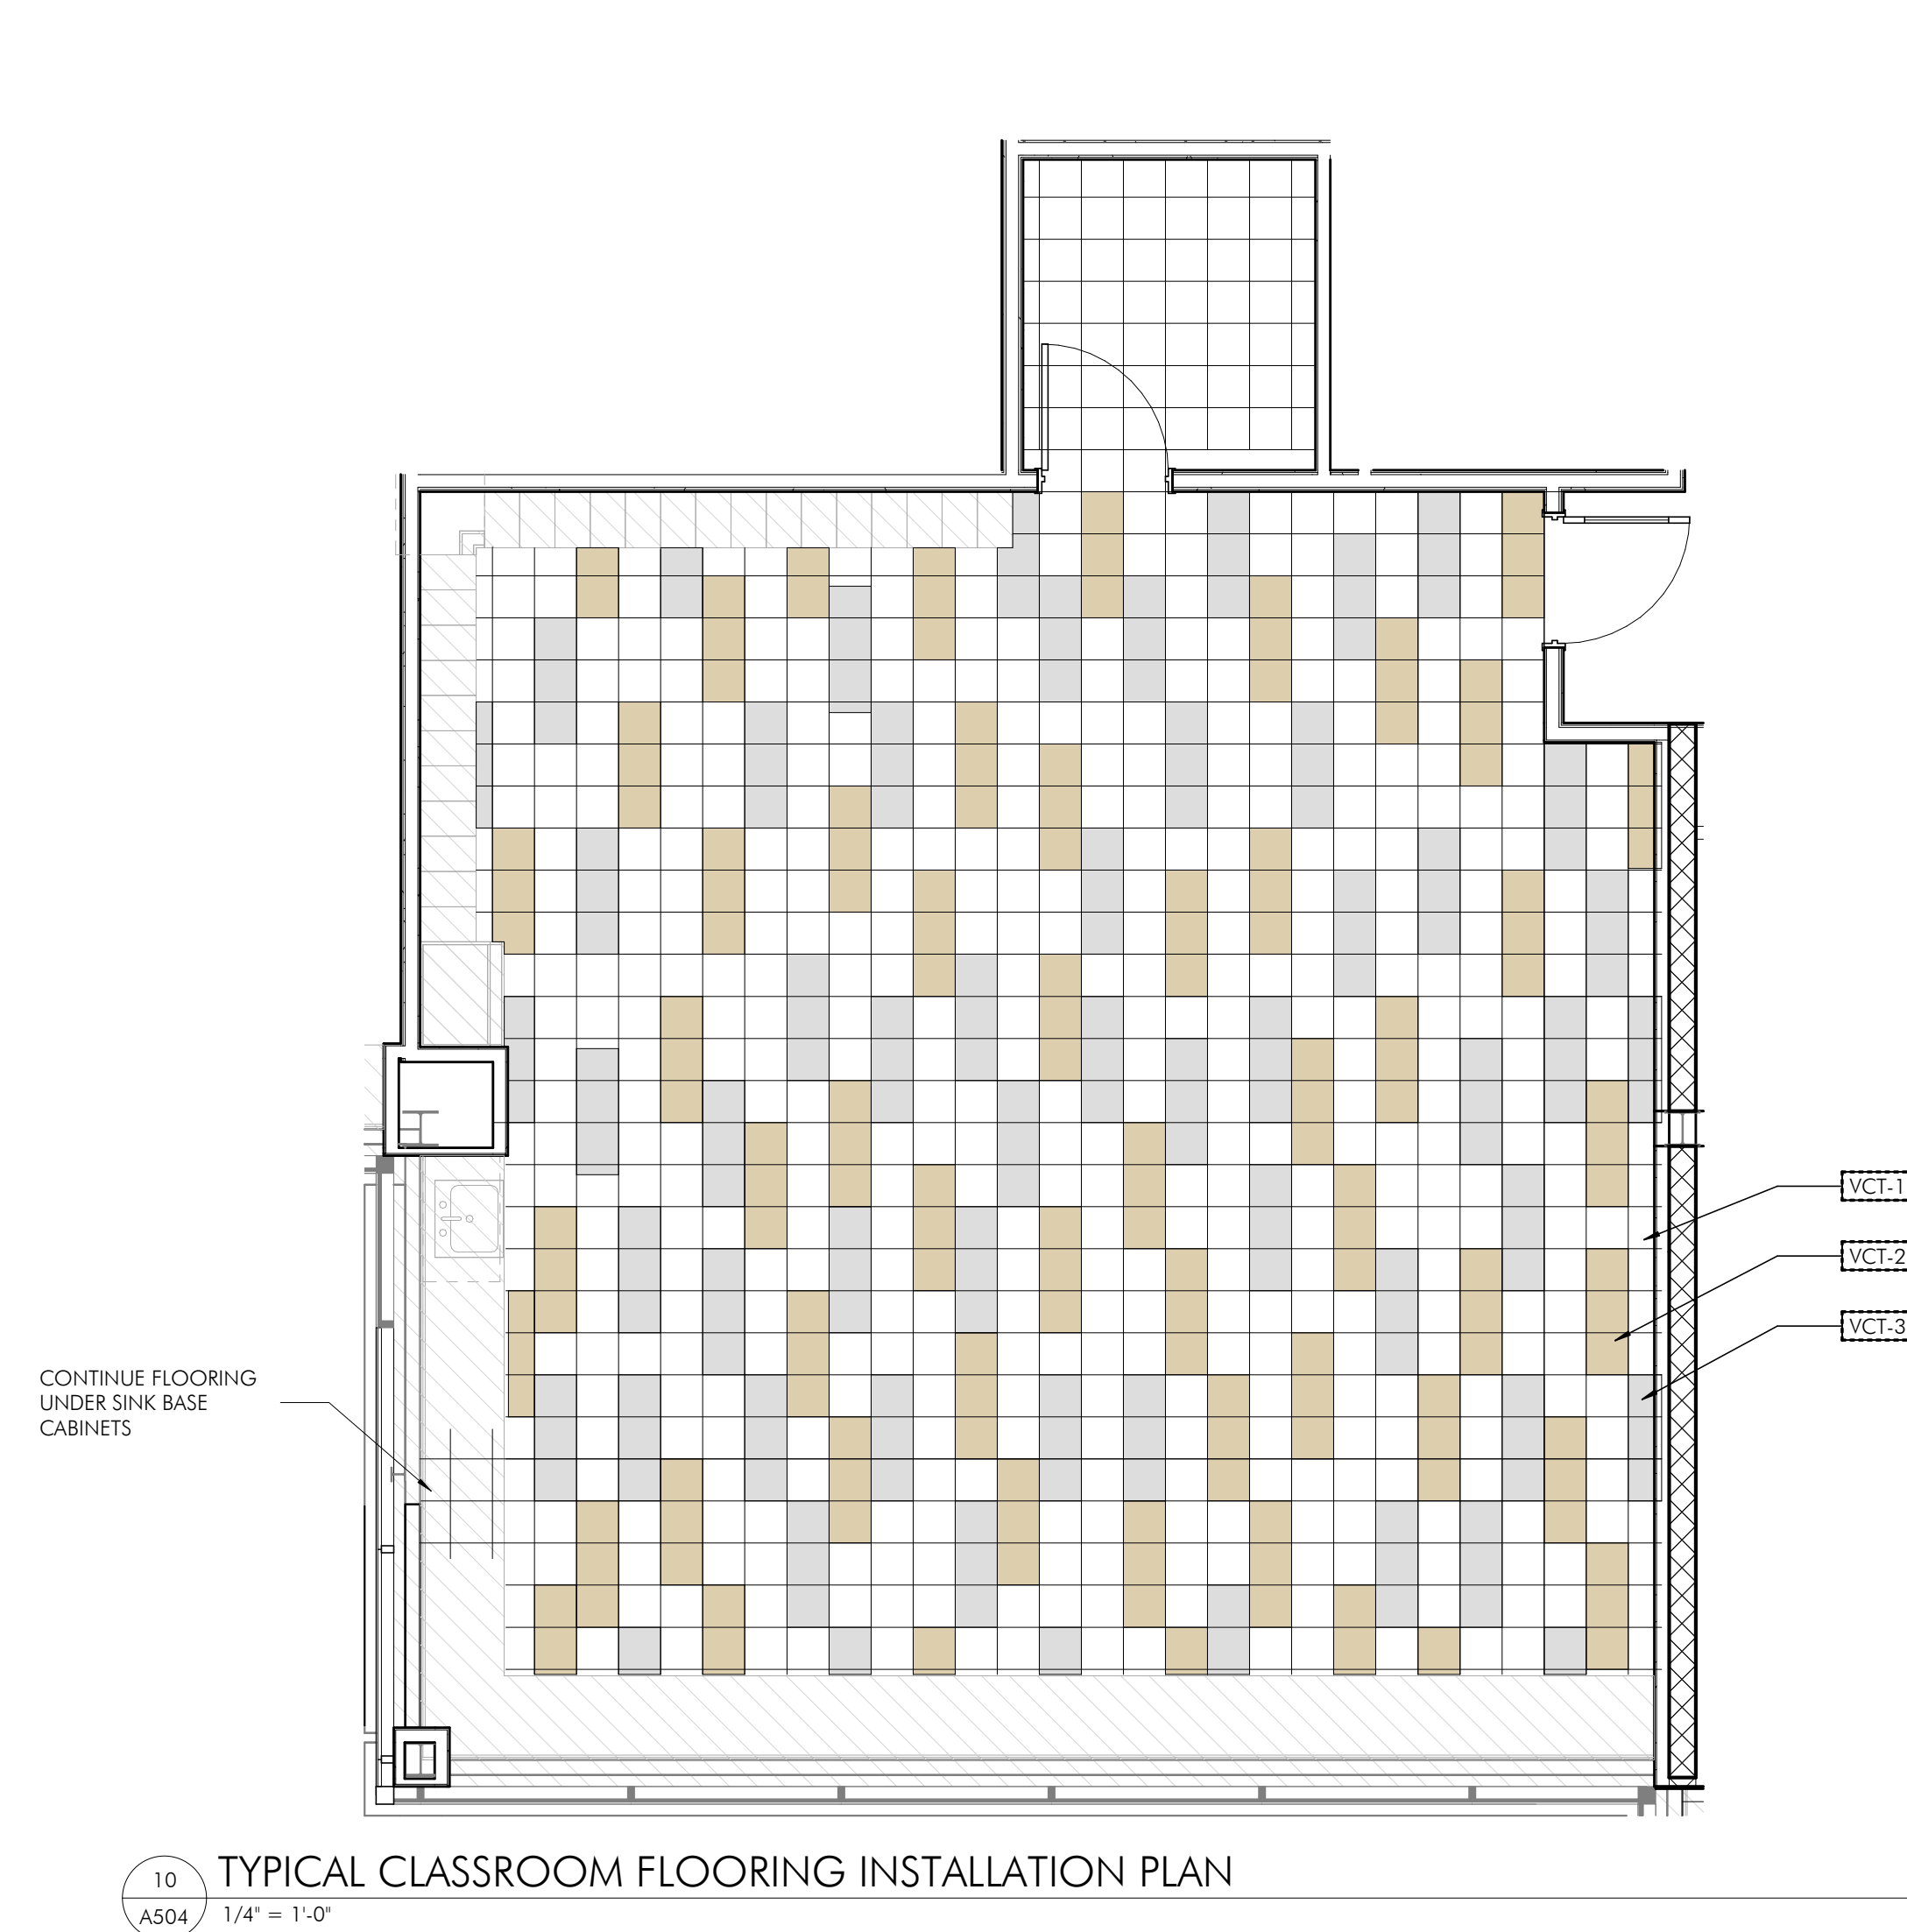 VCT-1
VCT-2
VCT-3
CONTINUE FLOORING
UNDER SINK BASE
CABINETS
10
A504
TYPICAL CLASSROOM FLOORING INSTALLATION PLAN
1/4" = 1'-0"